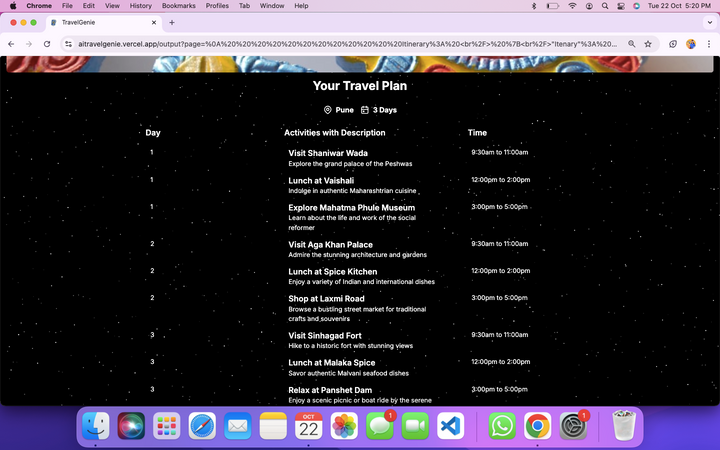 Chrome File Edit View History Bookmarks Profiles Tab Window Help Tue 22 Oct 5:20 PM
TravelGenie
aitravelgenie.vercel.app/output?page=%0A%20%20%20%20%20%20%20%20%20%20%20%20%20%20Itinerary%3A%20<br%2F>%20%7B<br%2F>"Itenary"%3A%20...
Your Travel Plan
Pune 3 Days
Day Activities with Description Time
1 Visit Shaniwar Wada 9:30am to 11:00am
Explore the grand palace of the Peshwas
1 Lunch at Vaishali 12:00pm to 2:00pm
Indulge in authentic Maharashtrian cuisine
1 Explore Mahatma Phule Museum 3:00pm to 5:00pm
Learn about the life and work of the social
reformer
2 Visit Aga Khan Palace 9:30am to 11:00am
Admire the stunning architecture and gardens
2 Lunch at Spice Kitchen 12:00pm to 2:00pm
Enjoy a variety of Indian and international dishes
2 Shop at Laxmi Road 3:00pm to 5:00pm
Browse a bustling street market for traditional
crafts and souvenirs
3 Visit Sinhagad Fort 9:30am to 11:00am
Hike to a historic fort with stunning views
3 Lunch at Malaka Spice 12:00pm to 2:00pm
Savor authentic Malvani seafood dishes
3 Relax at Panshet Dam 3:00pm to 5:00pm
Enjoy a scenic picnic or boat ride by the serene
OCT
22
1
1